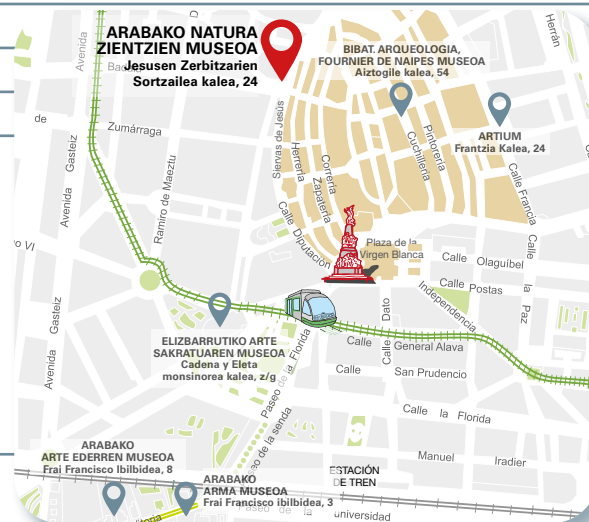 ARABAKO NATURA
ZIENTZIEN MUSEOA
Jesusen Zerbitzarien
Sortzailea kalea, 24
BIBAT. ARQUEOLOGIA,
FOURNIER DE NAIPES MUSEOA
Aiztogile kalea, 54
ARTIUM
Frantzia Kalea, 24
Herrán
Avenida
Gasteiz
de
Zumárraga
Ramiro de Maeztu
Siervas de Jesús
Herrería
Zapatería
Correría
Cuchillería
Pintorería
Calle Francia
Calle Diputación
Plaza de la
Virgen Blanca
Calle Olaguíbel
Calle Postas
Calle
la
Paz
Independencia
Calle Dato
Avenida
Gasteiz
o VI
ELIZBARRUTIKO ARTE
SAKRATUAREN MUSEOA
Cadena y Eleta
monsinorea kalea, z/g
Paseo de la Florida
Calle General Alava
Calle San Prudencio
Calle la Florida
Manuel Iradier
eo de la senda
ESTACIÓN
DE TREN
ARABAKO
ARTE EDERREN MUSEOA
Frai Francisco Ibilbidea, 8
ARABAKO
ARMA MUSEOA
Frai Francisco ibilbidea, 3
universidad